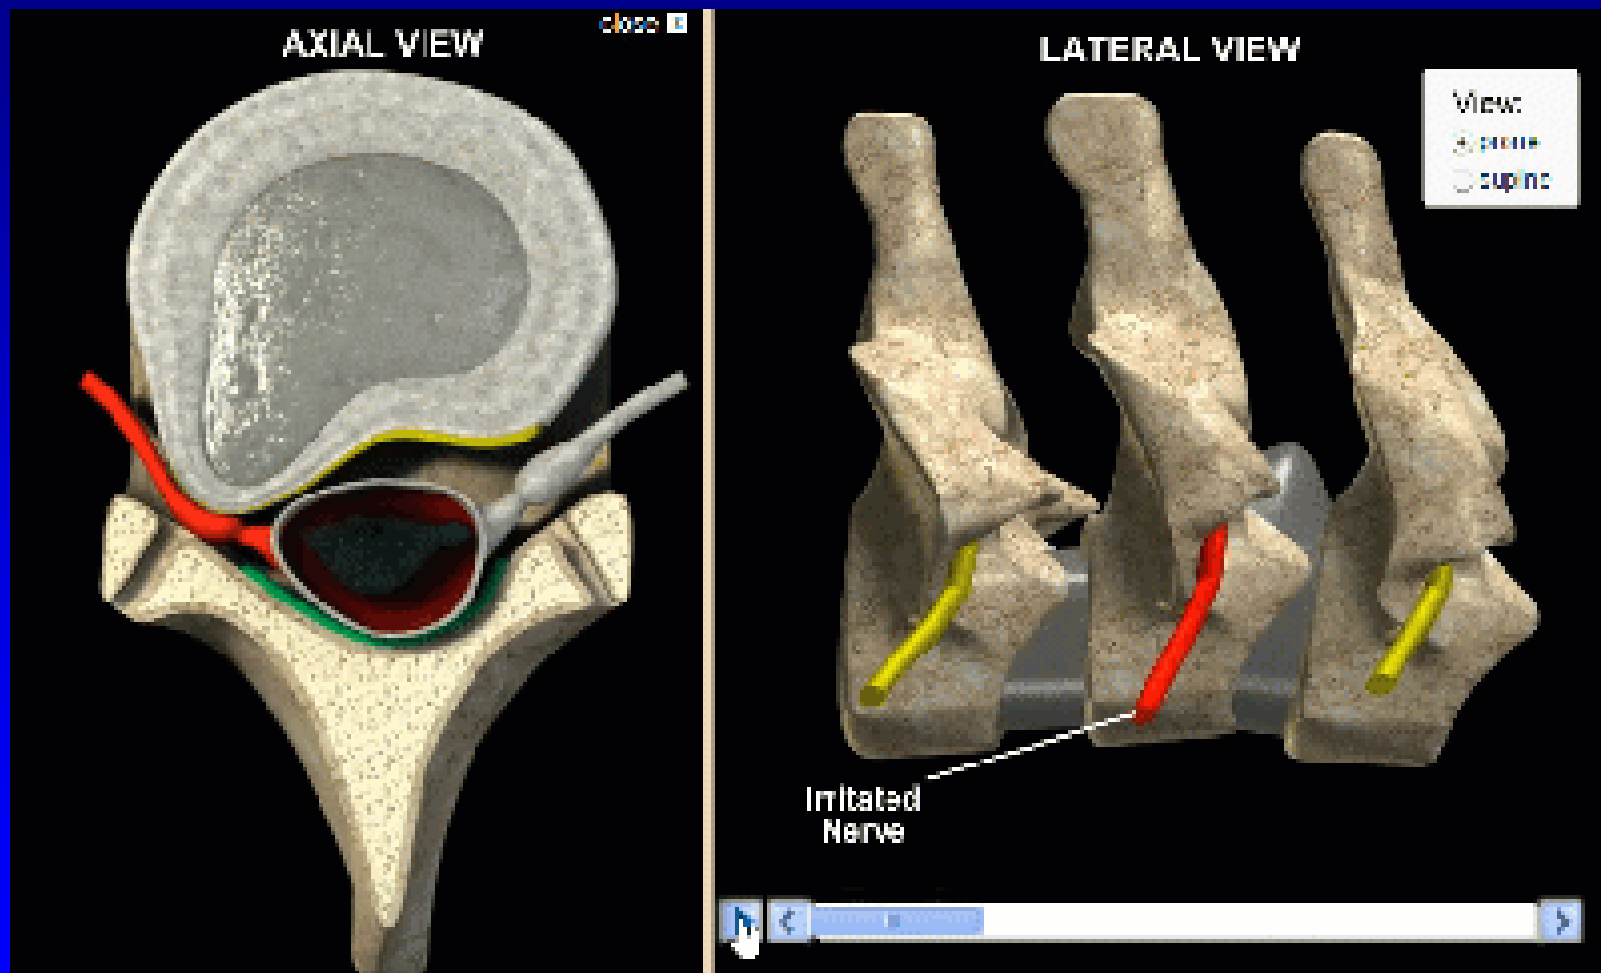 close
AXIAL VIEW
LATERAL VIEW
View:
prone
supine
Irritated
Nerve